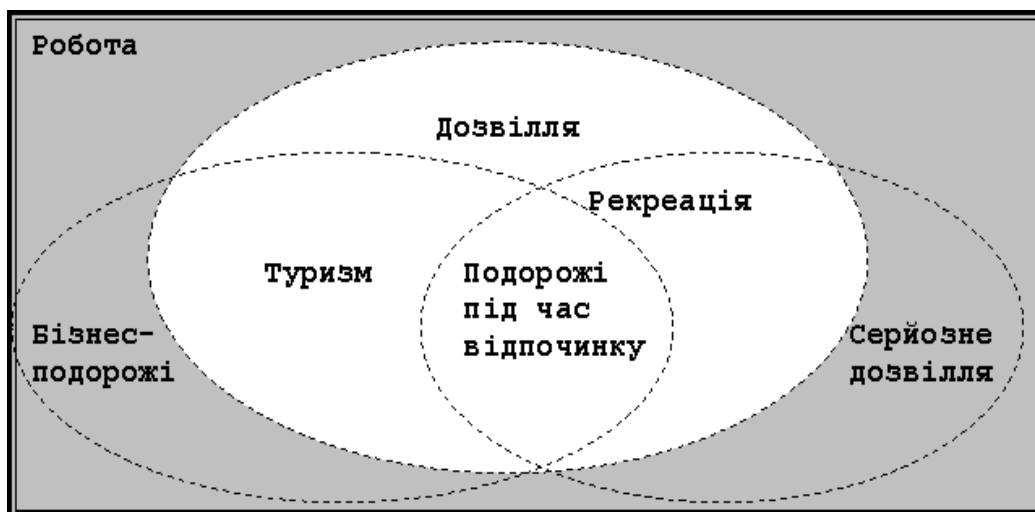 Робота
Дозвілля
Рекреація
Туризм
Подорожі
під час
відпочинку
Бізнес-
подорожі
Серйозне
дозвілля